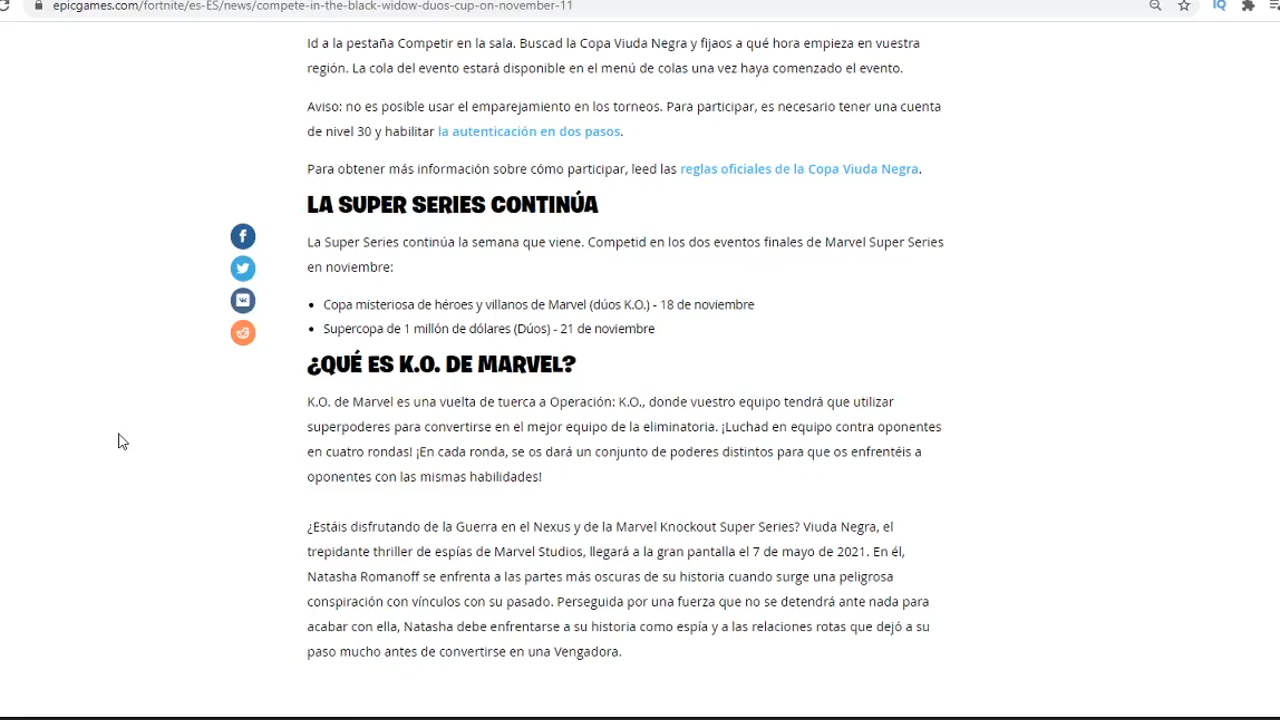 epicgames.com/fortnite/es-ES/news/compete-in-the-black-widow-duos-cup-on-november-11
Id a la pestaña Competir en la sala. Buscad la Copa Viuda Negra y fijaos a qué hora empieza en vuestra
región. La cola del evento estará disponible en el menú de colas una vez haya comenzado el evento.
Aviso: no es posible usar el emparejamiento en los torneos. Para participar, es necesario tener una cuenta
de nivel 30 y habilitar la autenticación en dos pasos.
Para obtener más información sobre cómo participar, leed las reglas oficiales de la Copa Viuda Negra.
LA SUPER SERIES CONTINÚA
La Super Series continúa la semana que viene. Competid en los dos eventos finales de Marvel Super Series
en noviembre:
• Copa misteriosa de héroes y villanos de Marvel (dúos K.O.) - 18 de noviembre
• Supercopa de 1 millón de dólares (Dúos) - 21 de noviembre
¿QUÉ ES K.O. DE MARVEL?
K.O. de Marvel es una vuelta de tuerca a Operación: K.O., donde vuestro equipo tendrá que utilizar
superpoderes para convertirse en el mejor equipo de la eliminatoria. ¡Luchad en equipo contra oponentes
en cuatro rondas! ¡En cada ronda, se os dará un conjunto de poderes distintos para que os enfrentéis a
oponentes con las mismas habilidades!
¿Estáis disfrutando de la Guerra en el Nexus y de la Marvel Knockout Super Series? Viuda Negra, el
trepidante thriller de espías de Marvel Studios, llegará a la gran pantalla el 7 de mayo de 2021. En él,
Natasha Romanoff se enfrenta a las partes más oscuras de su historia cuando surge una peligrosa
conspiración con vínculos con su pasado. Perseguida por una fuerza que no se detendrá ante nada para
acabar con ella, Natasha debe enfrentarse a su historia como espía y a las relaciones rotas que dejó a su
paso mucho antes de convertirse en una Vengadora.